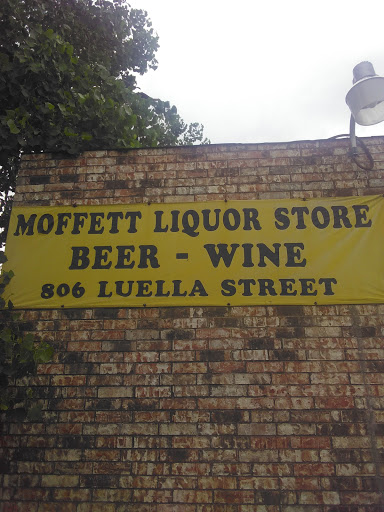 MOFFETT LIQUOR STORE
BEER - WINE
806 LUELLA STREET